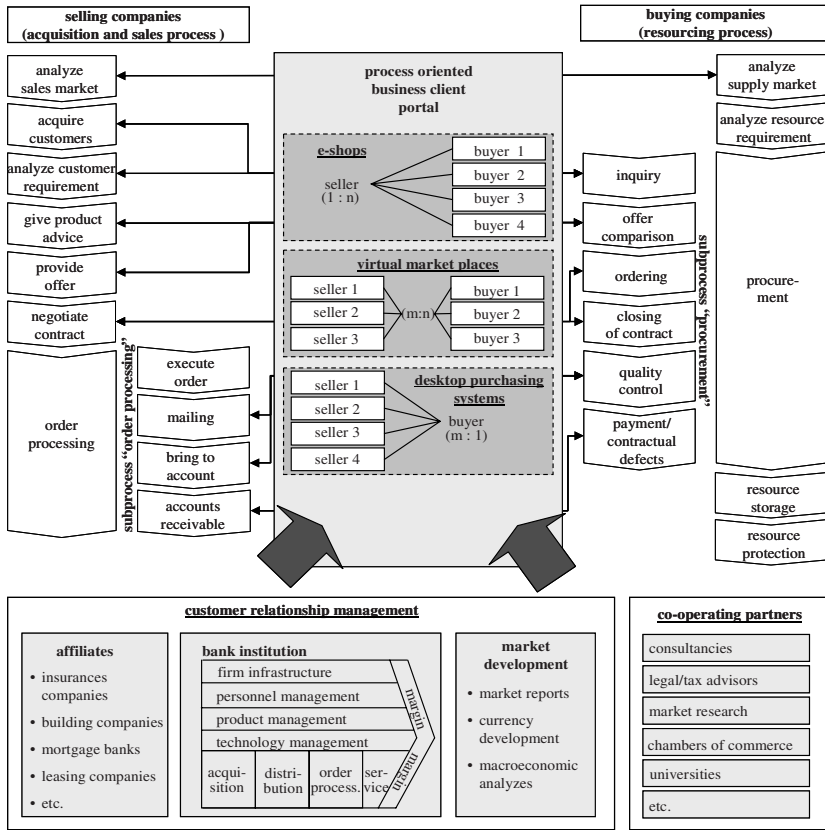 selling companies
(acquisition and sales process )
buying companies
(resourcing process)
analyze
sales market
acquire
customers
analyze customer
requirement
give product
advice
provide
offer
negotiate
contract
order
processing
subprocess “order processing”
execute
order
mailing
bring to
account
accounts
receivable
process oriented
business client
portal
e-shops
seller
(1 : n)
buyer 1
buyer 2
buyer 3
buyer 4
virtual market places
seller 1
seller 2
seller 3
(m:n)
buyer 1
buyer 2
buyer 3
desktop purchasing
systems
seller 1
seller 2
seller 3
seller 4
buyer
(m : 1)
inquiry
offer
comparison
ordering
closing
of contract
quality
control
payment/
contractual
defects
subprocess “procurement”
analyze
supply market
analyze resource
requirement
procure-
ment
resource
storage
resource
protection
customer relationship management
affiliates
• insurances
companies
• building companies
• mortgage banks
• leasing companies
• etc.
bank institution
firm infrastructure
personnel management
product management
technology management
acqui-
sition
distri-
bution
order
process.
ser-
vice
margin
margin
market
development
• market reports
• currency
development
• macroeconomic
analyzes
co-operating partners
consultancies
legal/tax advisors
market research
chambers of commerce
universities
etc.